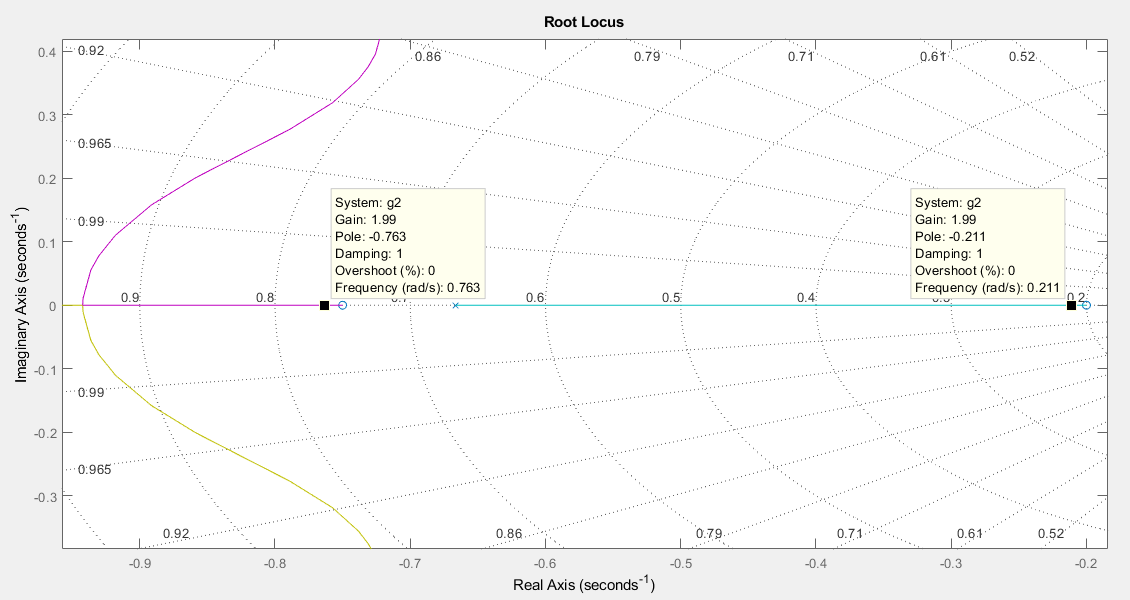 Root Locus
0.92
0.86
0.79
0.71
0.61
0.52
0.4
0.3
0.965
0.2
0.99
0.1
System: g2
Gain: 1.99
Pole: -0.763
Damping: 1
Overshoot (%): 0
Frequency (rad/s): 0.763
System: g2
Gain: 1.99
Pole: -0.211
Damping: 1
Overshoot (%): 0
Frequency (rad/s): 0.211
0
0.9
0.8
0.6
0.5
0.4
0.2
-0.1
0.99
-0.2
0.965
-0.3
0.92
0.86
0.79
0.71
0.61
0.52
-0.9
-0.8
-0.7
-0.6
-0.5
-0.4
-0.3
-0.2
Imaginary Axis (seconds⁻¹)
Real Axis (seconds⁻¹)